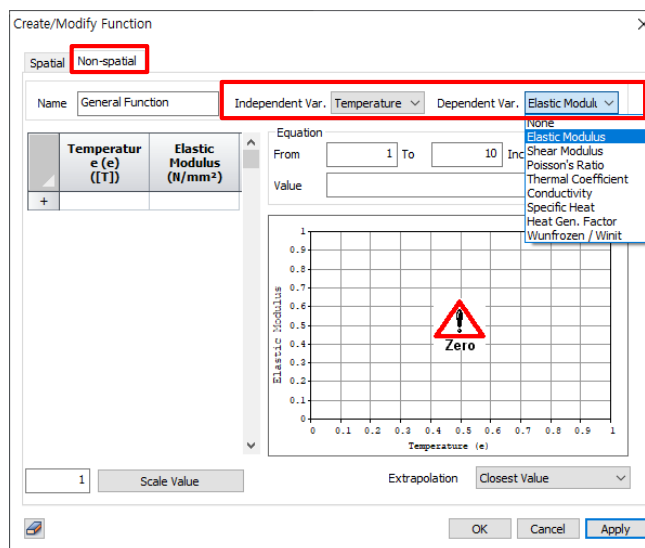 Create/Modify Function
Spatial Non-spatial
Name General Function Independent Var. Temperature Dependent Var. Elastic Modulu
None
Elastic Modulus
Shear Modulus
Poisson's Ratio
Thermal Coefficient
Conductivity
Specific Heat
Heat Gen. Factor
Wunfrozen / Winit
Temperatur
e (e)
([T])
Elastic
Modulus
(N/mm²)
+
Equation
From 1 To 10 Inc
Value
Elastic Modulus
1
0.9
0.8
0.7
0.6
0.5
0.4
0.3
0.2
0.1
0
Zero
0 0.1 0.2 0.3 0.4 0.5 0.6 0.7 0.8 0.9 1
Temperature (e)
1 Scale Value Extrapolation Closest Value
OK Cancel Apply